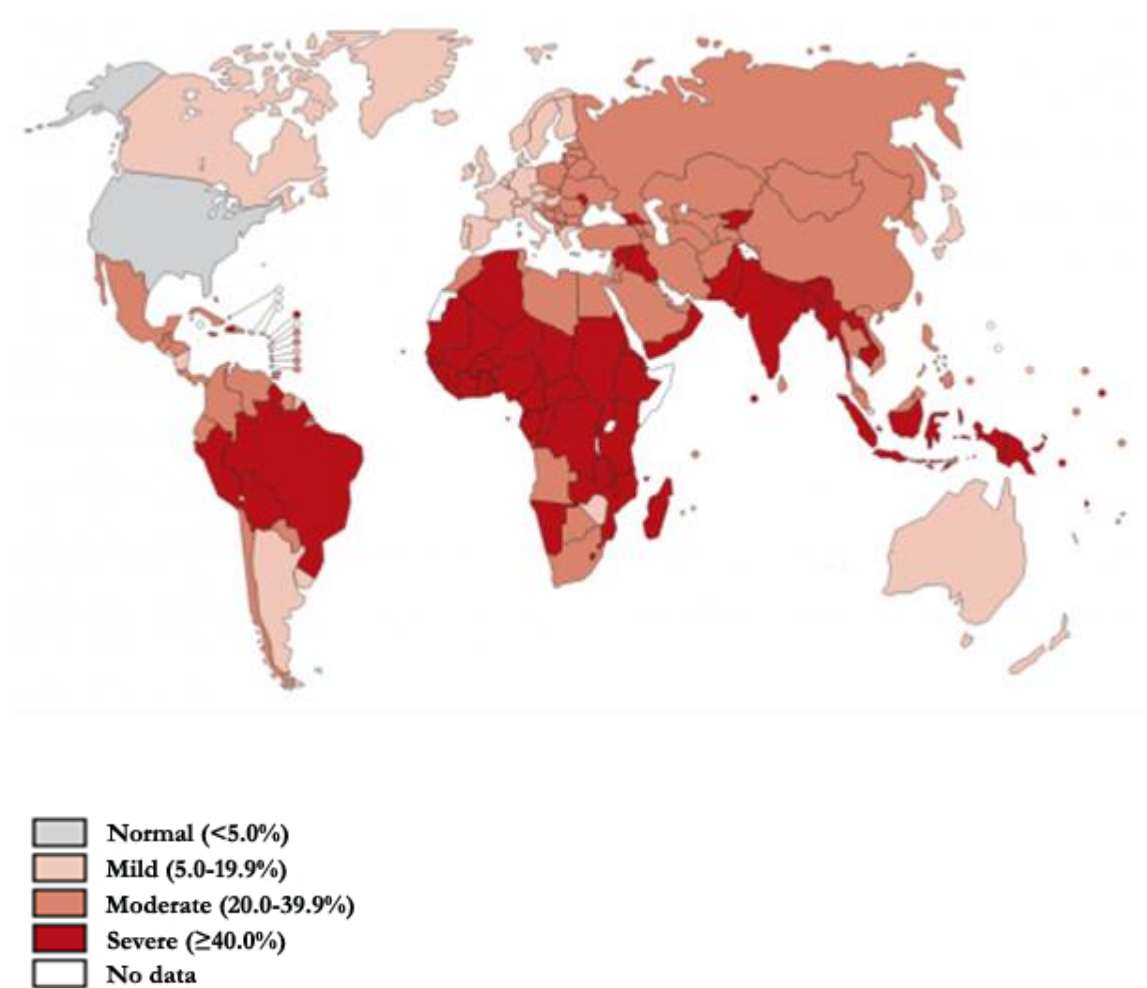 Normal (<5.0%)
Mild (5.0-19.9%)
Moderate (20.0-39.9%)
Severe (≥40.0%)
No data